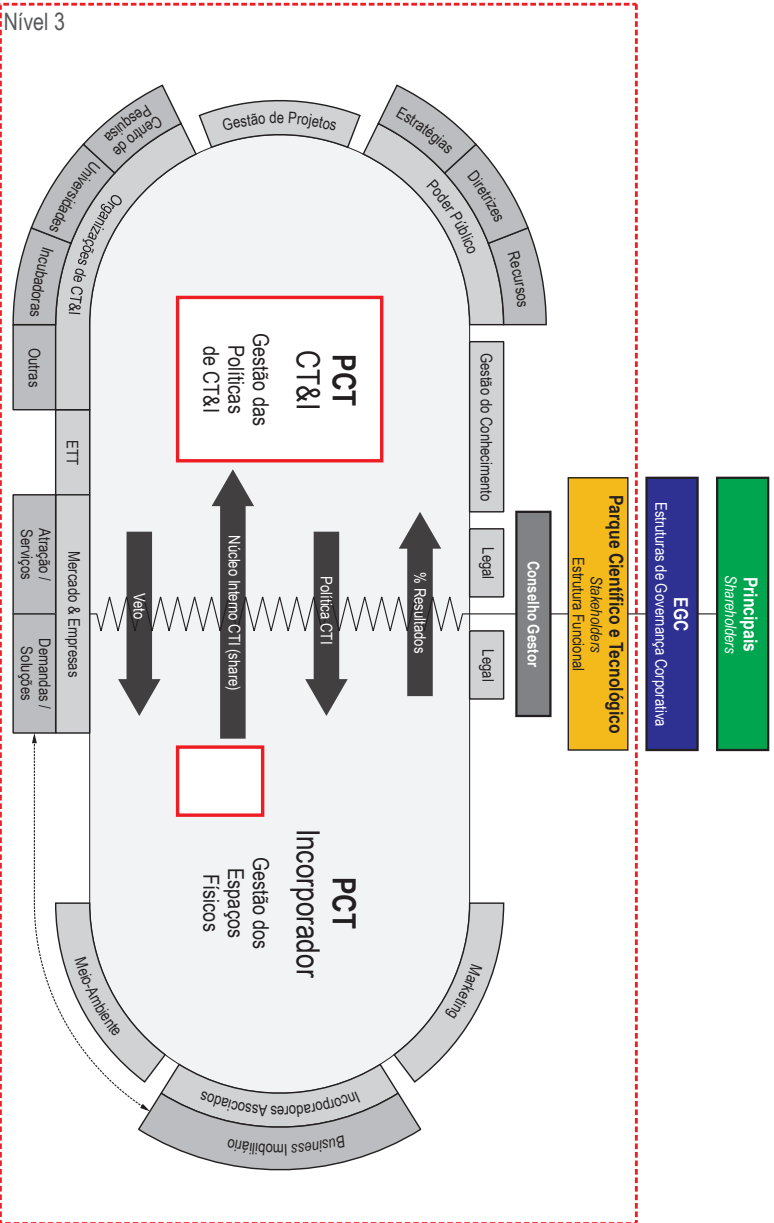 Nível 3
Principais
Shareholders
EGC
Estruturas de Governança Corporativa
Parque Científico e Tecnológico
Stakeholders
Estrutura Funcional
Conselho Gestor
Legal
Legal
Gestão do Conhecimento
Recursos
Diretrizes
Estratégias
Poder Público
Gestão de Projetos
Centro de
Pesquisa
Universidades
Incubadoras
Outras
Organizações de CT&I
ETT
Mercado & Empresas
Atração /
Serviços
Demandas /
Soluções
PCT
CT&I
Gestão das
Políticas
de CT&I
% Resultados
Política CTI
Núcleo Interno CTI (share)
Veto
PCT
Incorporador
Gestão dos
Espaços
Físicos
Marketing
Incorporadores Associados
Business Imobiliário
Meio-Ambiente